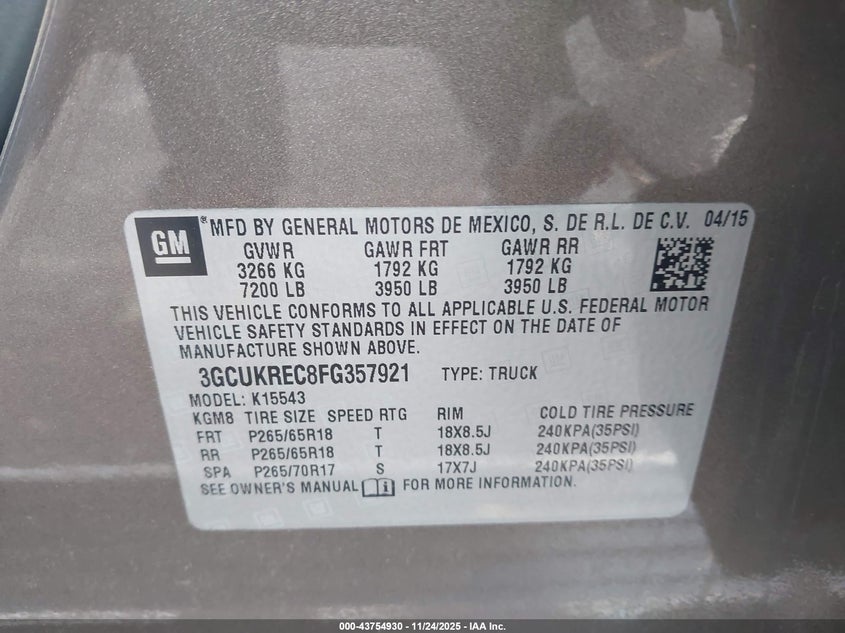 GM ® MFD BY GENERAL MOTORS DE MEXICO, S. DE R.L. DE C.V. 04/15
GVWR GAWR FRT GAWR RR
3266 KG 1792 KG 1792 KG
7200 LB 3950 LB 3950 LB
THIS VEHICLE CONFORMS TO ALL APPLICABLE U.S. FEDERAL MOTOR
VEHICLE SAFETY STANDARDS IN EFFECT ON THE DATE OF
MANUFACTURE SHOWN ABOVE.
3GCUKREC8FG357921 TYPE: TRUCK
MODEL: K15543
KGM8 TIRE SIZE SPEED RTG RIM COLD TIRE PRESSURE
FRT P265/65R18 T 18X8.5J 240KPA(35PSI)
RR P265/65R18 T 18X8.5J 240KPA(35PSI)
SPA P265/70R17 S 17X7J 240KPA(35PSI)
SEE OWNER'S MANUAL FOR MORE INFORMATION.
000-43754930 - 11/24/2025 - IAA Inc.